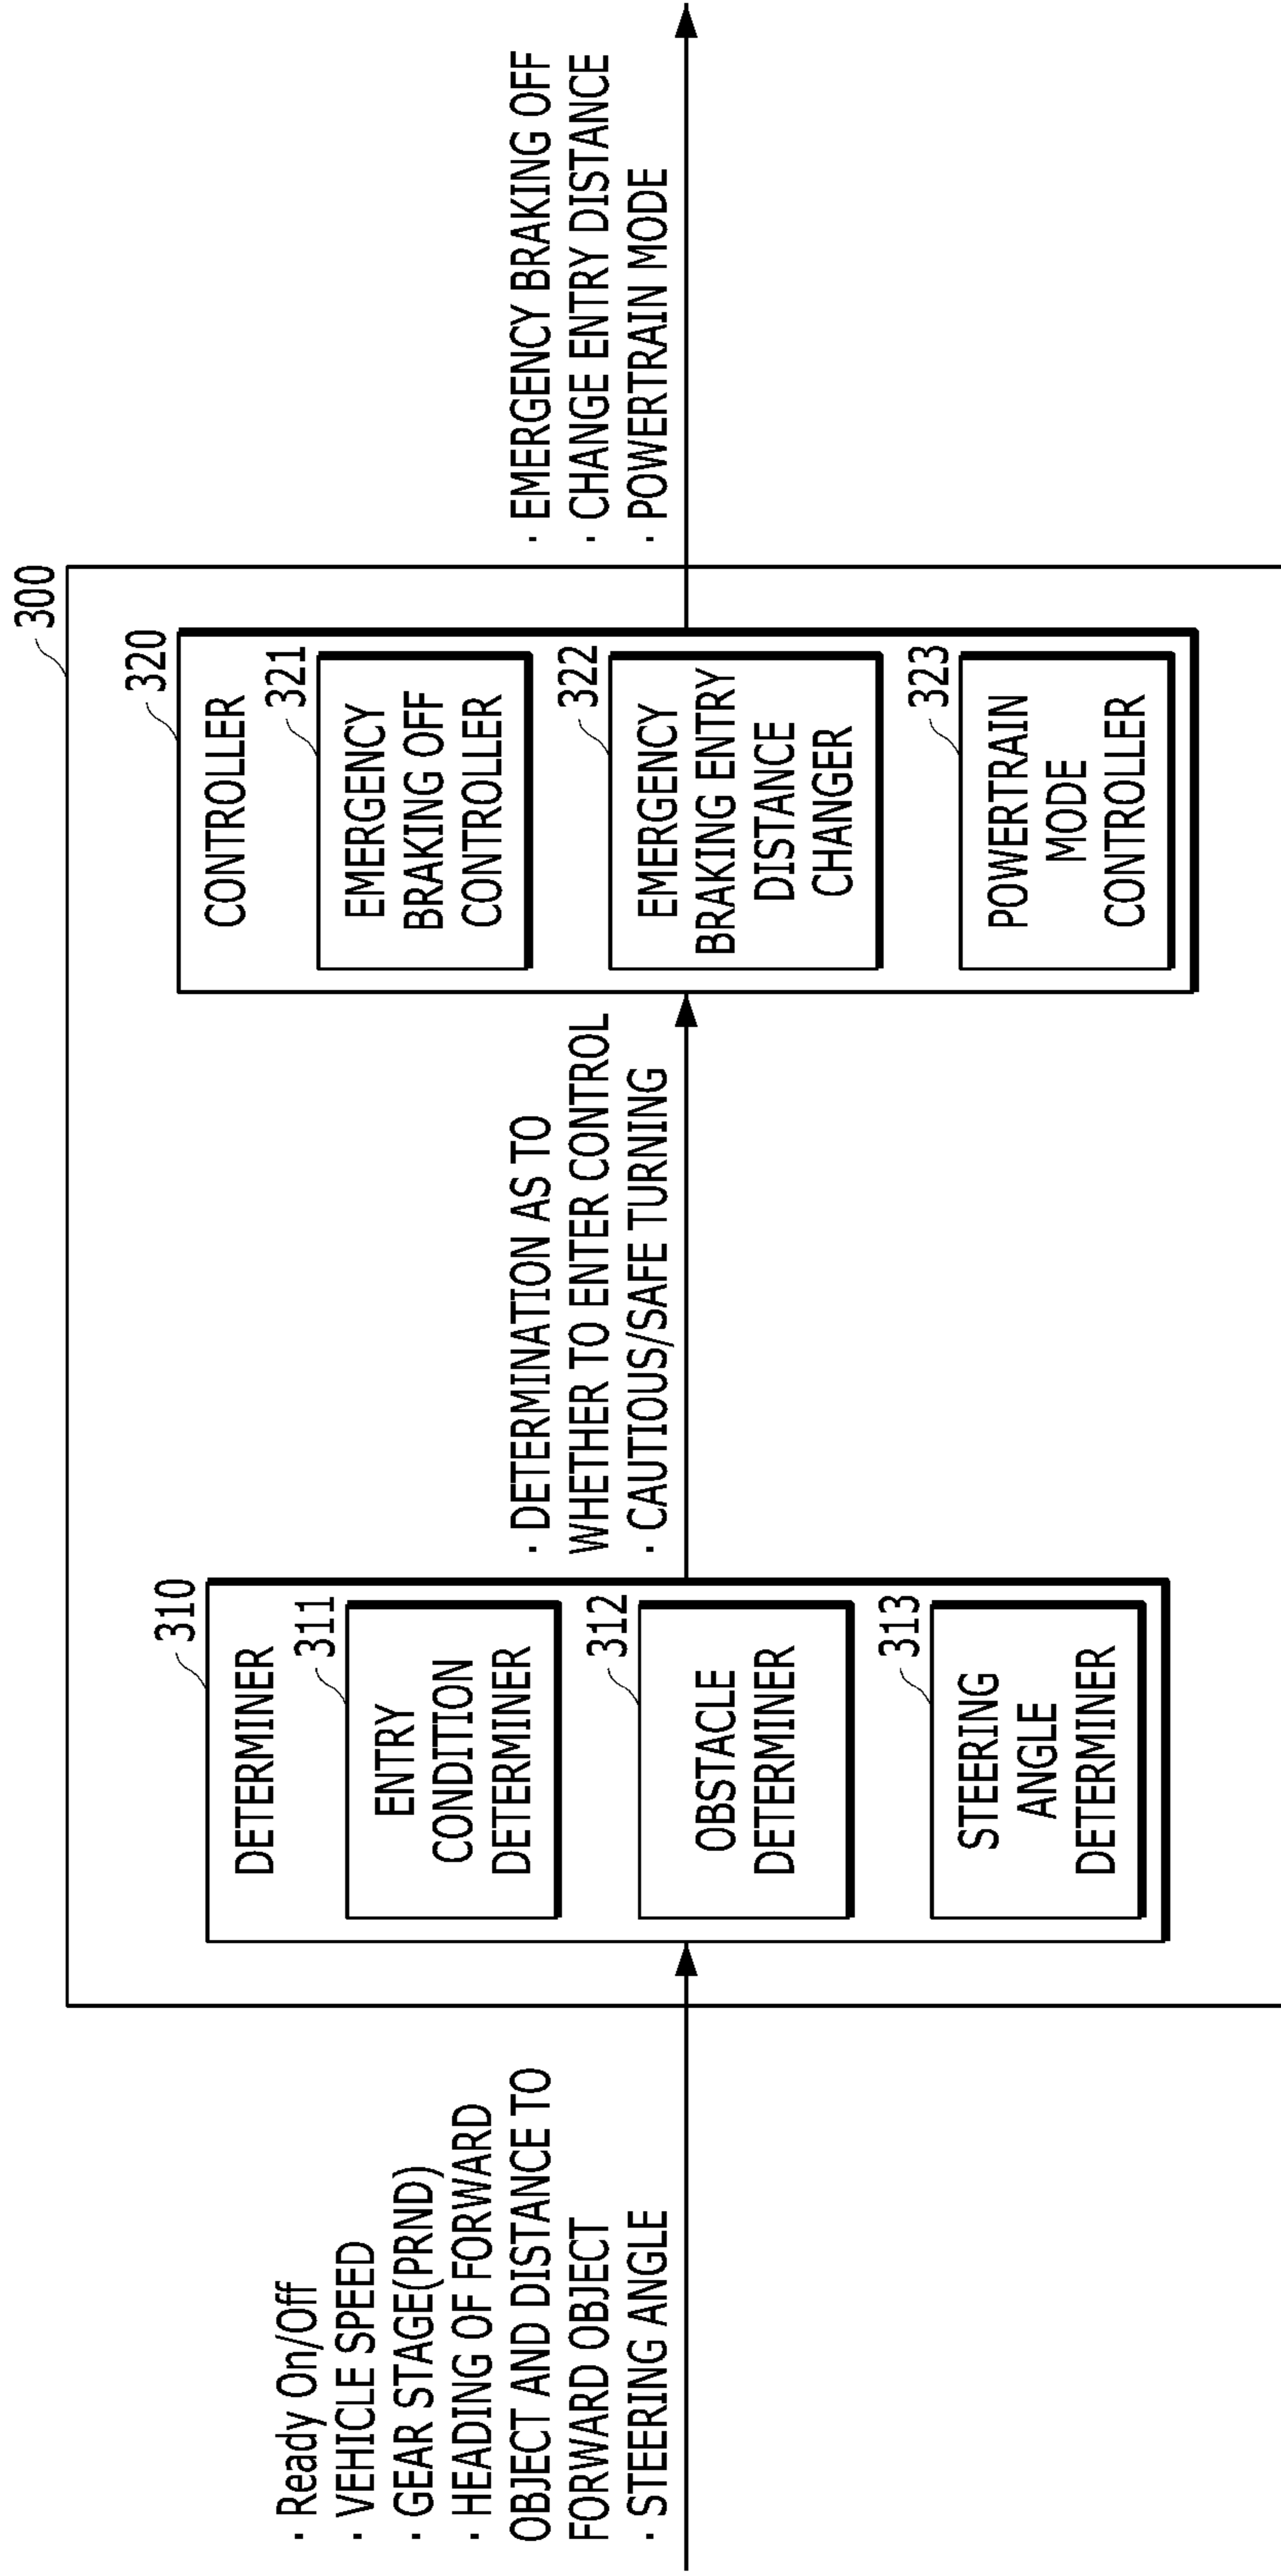 300
· Ready On/Off
· VEHICLE SPEED
· GEAR STAGE(PRND)
· HEADING OF FORWARD
OBJECT AND DISTANCE TO
FORWARD OBJECT
· STEERING ANGLE
310
DETERMINER
311
ENTRY
CONDITION
DETERMINER
312
OBSTACLE
DETERMINER
313
STEERING
ANGLE
DETERMINER
· DETERMINATION AS TO
WHETHER TO ENTER CONTROL
· CAUTIOUS/SAFE TURNING
320
CONTROLLER
321
EMERGENCY
BRAKING OFF
CONTROLLER
322
EMERGENCY
BRAKING ENTRY
DISTANCE
CHANGER
323
POWERTRAIN
MODE
CONTROLLER
· EMERGENCY BRAKING OFF
· CHANGE ENTRY DISTANCE
· POWERTRAIN MODE